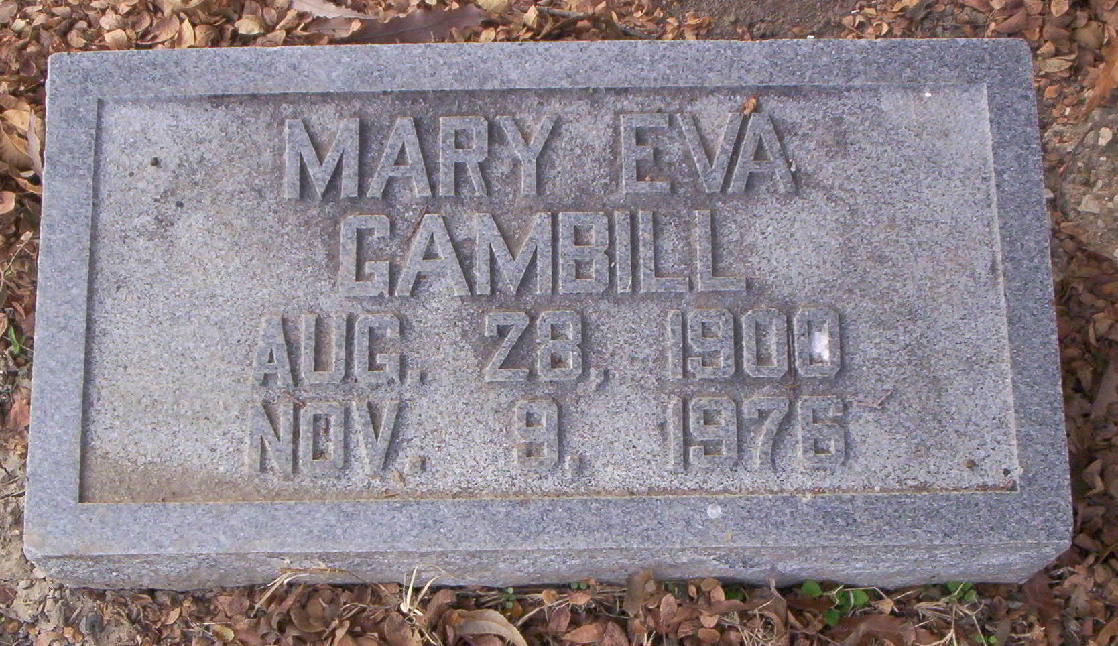 MARY EVA
GAMBILL
AUG. 28, 1900
NOV. 9, 1976